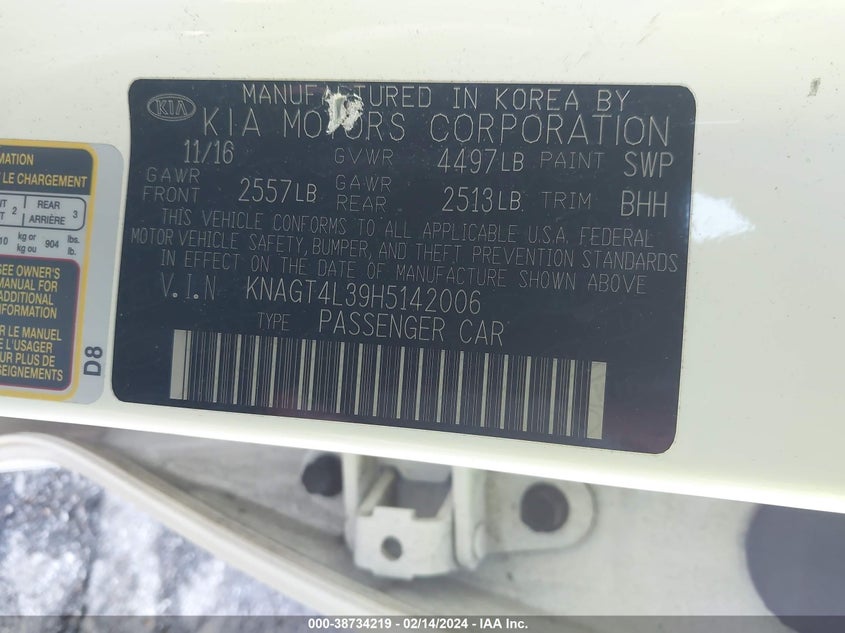 KIA
MANUFACTURED IN KOREA BY
KIA MOTORS CORPORATION
11/16 GVWR 4497LB PAINT SWP
GAWR FRONT 2557LB GAWR REAR 2513LB TRIM BHH
THIS VEHICLE CONFORMS TO ALL APPLICABLE U.S.A. FEDERAL
MOTOR VEHICLE SAFETY, BUMPER, AND THEFT PREVENTION STANDARDS
IN EFFECT ON THE DATE OF MANUFACTURE SHOWN ABOVE
V.I.N KNAGT4L39H5142006
TYPE PASSENGER CAR
LE CHARGEMENT
2 REAR 3
ARRIÈRE
kg or 904 lbs.
kg ou lb.
SEE OWNER'S
MANUAL FOR
ADDITIONAL
INFORMATION
LE MANUEL
DE L'USAGER
POUR PLUS DE
RENSEIGNEMENTS
D8
000-38734219 - 02/14/2024 - IAA, Inc.